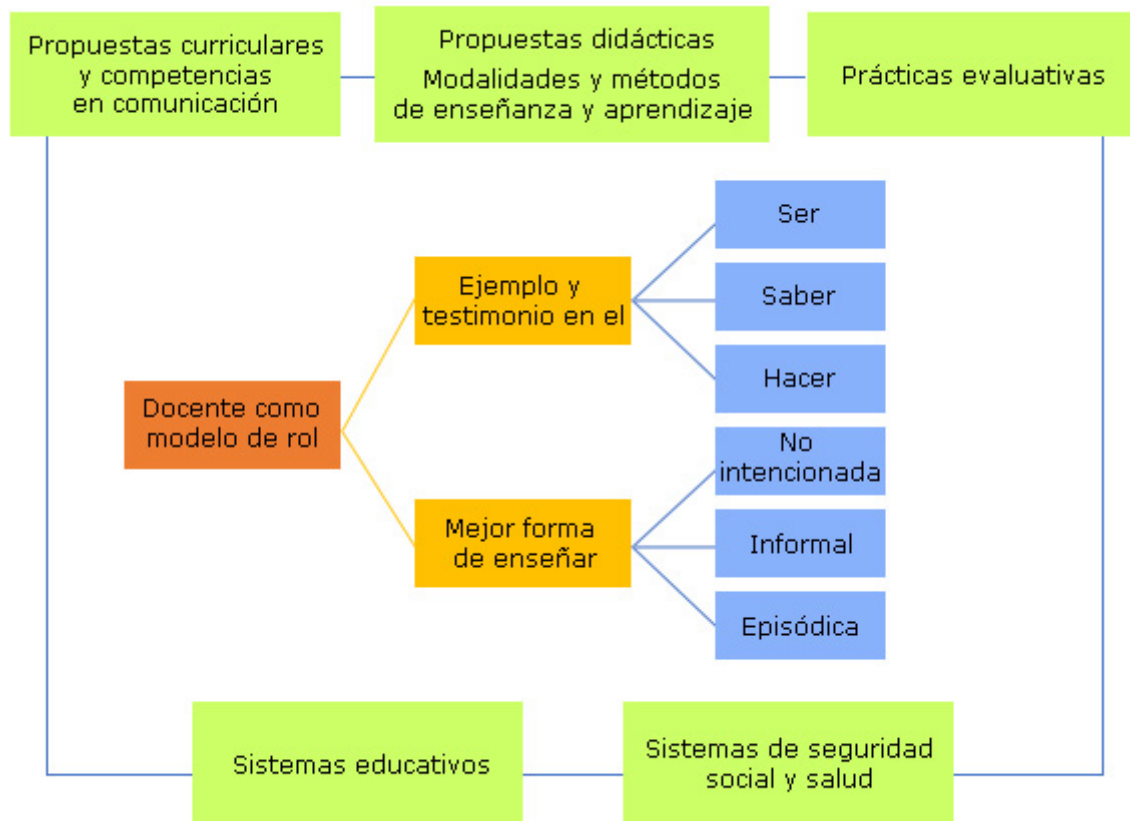 Propuestas curriculares
y competencias
en comunicación
Propuestas didácticas
Modalidades y métodos
de enseñanza y aprendizaje
Prácticas evaluativas
Ser
Ejemplo y
testimonio en el
Saber
Hacer
Docente como
modelo de rol
No
intencionada
Mejor forma
de enseñar
Informal
Episódica
Sistemas educativos
Sistemas de seguridad
social y salud